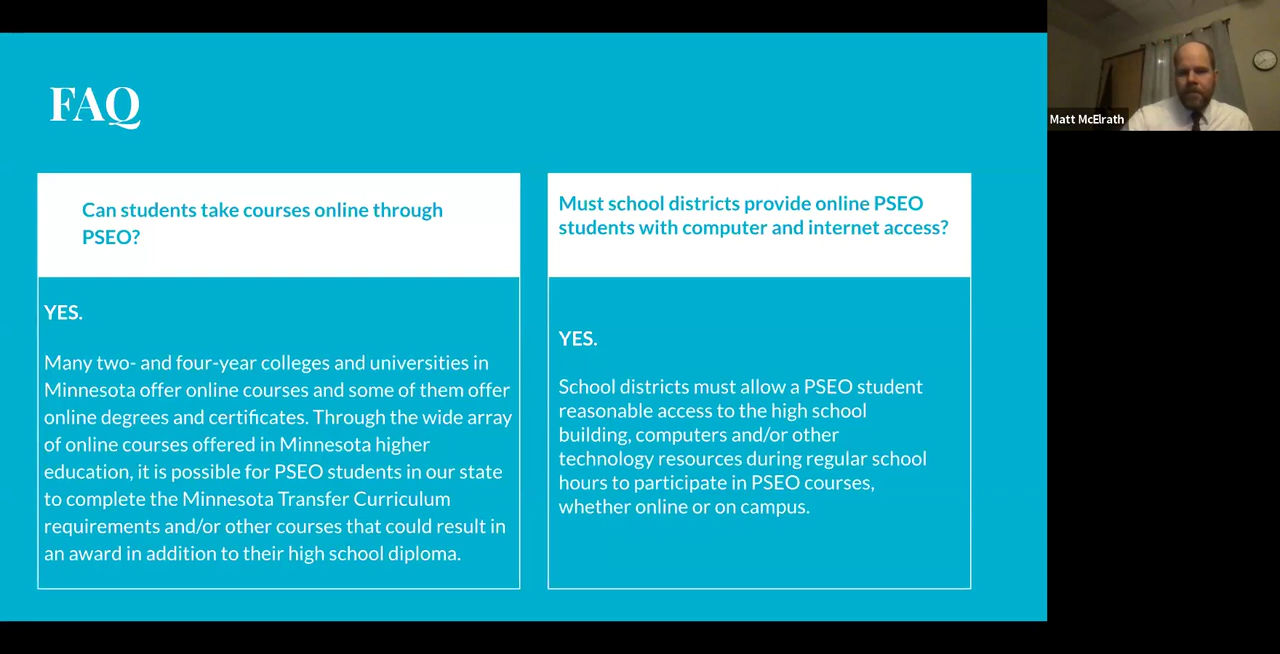 FAQ
Can students take courses online through
PSEO?
YES.
Many two- and four-year colleges and universities in
Minnesota offer online courses and some of them offer
online degrees and certificates. Through the wide array
of online courses offered in Minnesota higher
education, it is possible for PSEO students in our state
to complete the Minnesota Transfer Curriculum
requirements and/or other courses that could result in
an award in addition to their high school diploma.
Must school districts provide online PSEO
students with computer and internet access?
YES.
School districts must allow a PSEO student
reasonable access to the high school
building, computers and/or other
technology resources during regular school
hours to participate in PSEO courses,
whether online or on campus.
Matt McElrath